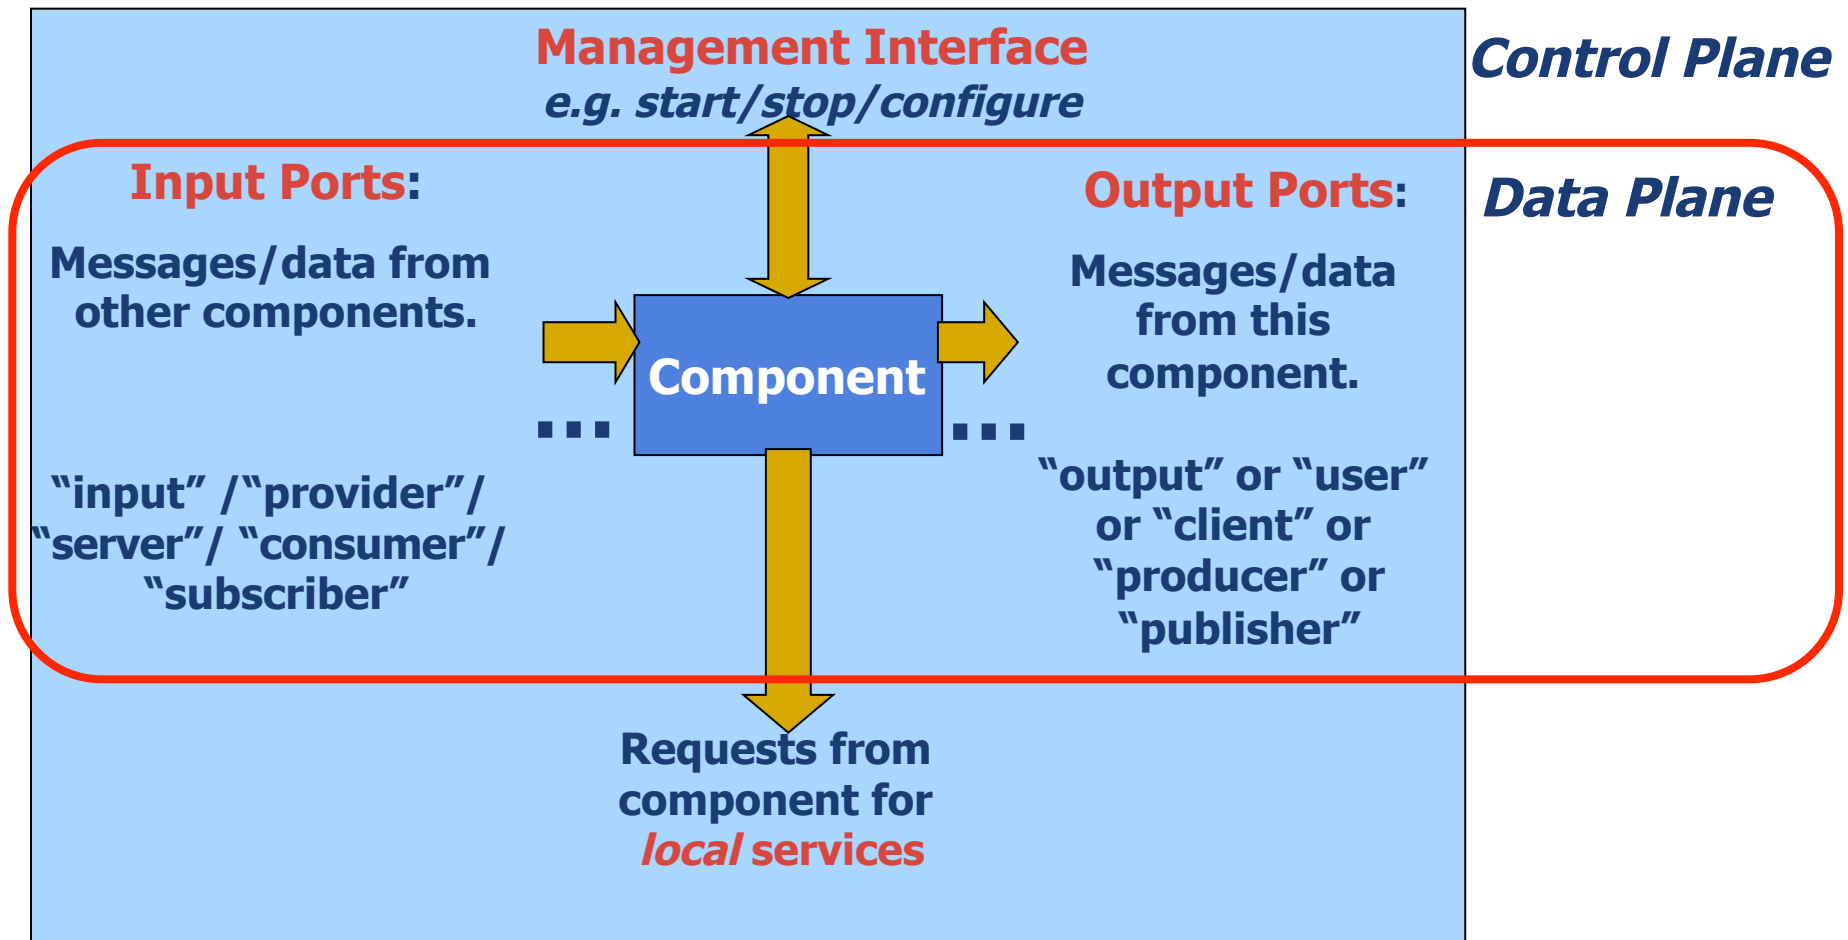 Management Interface
e.g. start/stop/configure
Control Plane
Data Plane
Input Ports:
Messages/data from
other components.
“input” /“provider”/
“server”/ “consumer”/
“subscriber”
Component
...
...
Output Ports:
Messages/data
from this
component.
“output” or “user”
or “client” or
“producer” or
“publisher”
Requests from
component for
local services